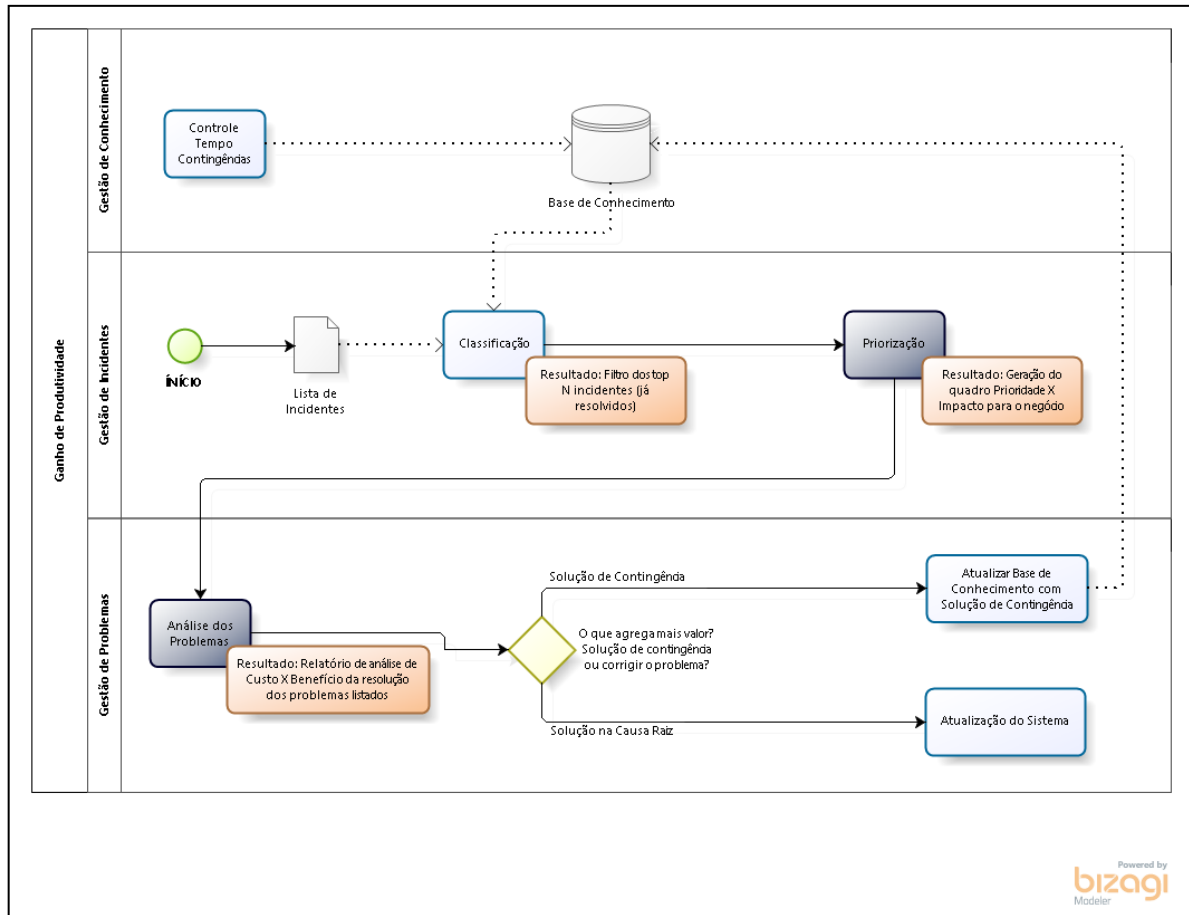 Ganho de Produtividade
Gestão de Conhecimento
Controle
Tempo
Contingências
Base de Conhecimento
Gestão de Incidentes
ÍNÍCIO
Lista de
Incidentes
Classificação
Resultado: Filtro dos top
N incidentes (já
resolvidos)
Priorização
Resultado: Geração do
quadro Prioridade X
Impacto para o negócio
Gestão de Problemas
Análise dos
Problemas
Resultado: Relatório de análise de
Custo X Benefício da resolução
dos problemas listados
Solução de Contingência
O que agrega mais valor?
Solução de contingência
ou corrigir o problema?
Solução na Causa Raiz
Atualizar Base de
Conhecimento com
Solução de Contingência
Atualização do Sistema
Powered by
bizagi
Modeler